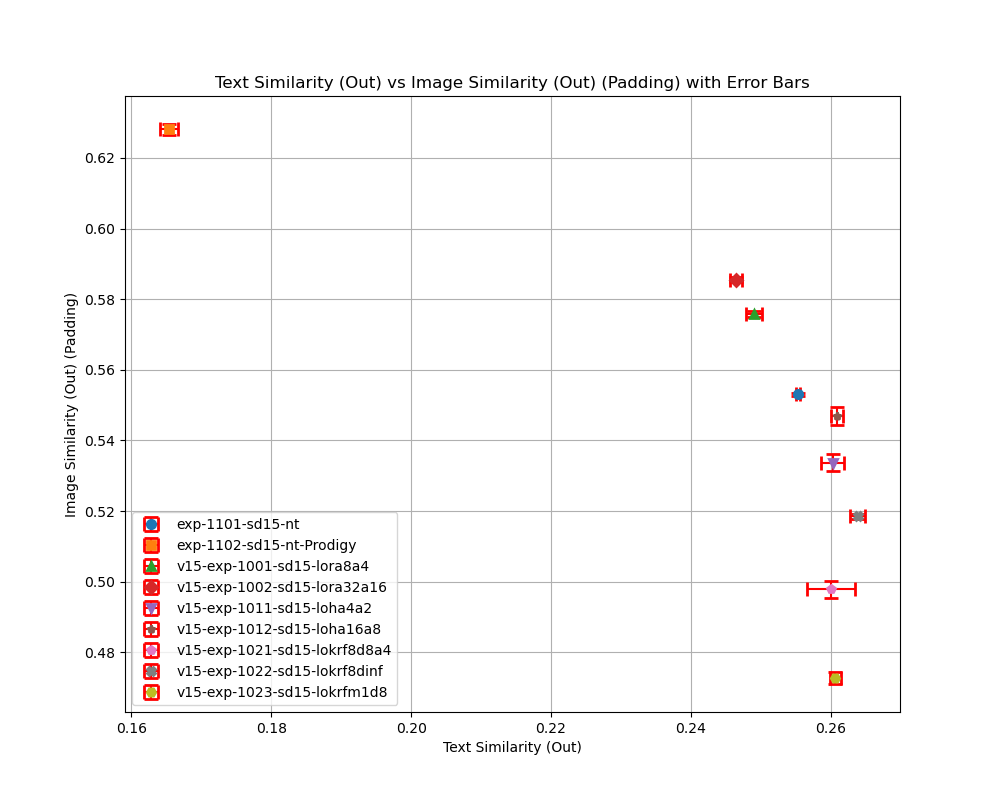 Text Similarity (Out) vs Image Similarity (Out) (Padding) with Error Bars
Image Similarity (Out) (Padding)
0.62
0.60
0.58
0.56
0.54
0.52
0.50
0.48
exp-1101-sd15-nt
exp-1102-sd15-nt-Prodigy
v15-exp-1001-sd15-lora8a4
v15-exp-1002-sd15-lora32a16
v15-exp-1011-sd15-loha4a2
v15-exp-1012-sd15-loha16a8
v15-exp-1021-sd15-lokrf8d8a4
v15-exp-1022-sd15-lokrf8dinf
v15-exp-1023-sd15-lokrfm1d8
0.16 0.18 0.20 0.22 0.24 0.26
Text Similarity (Out)